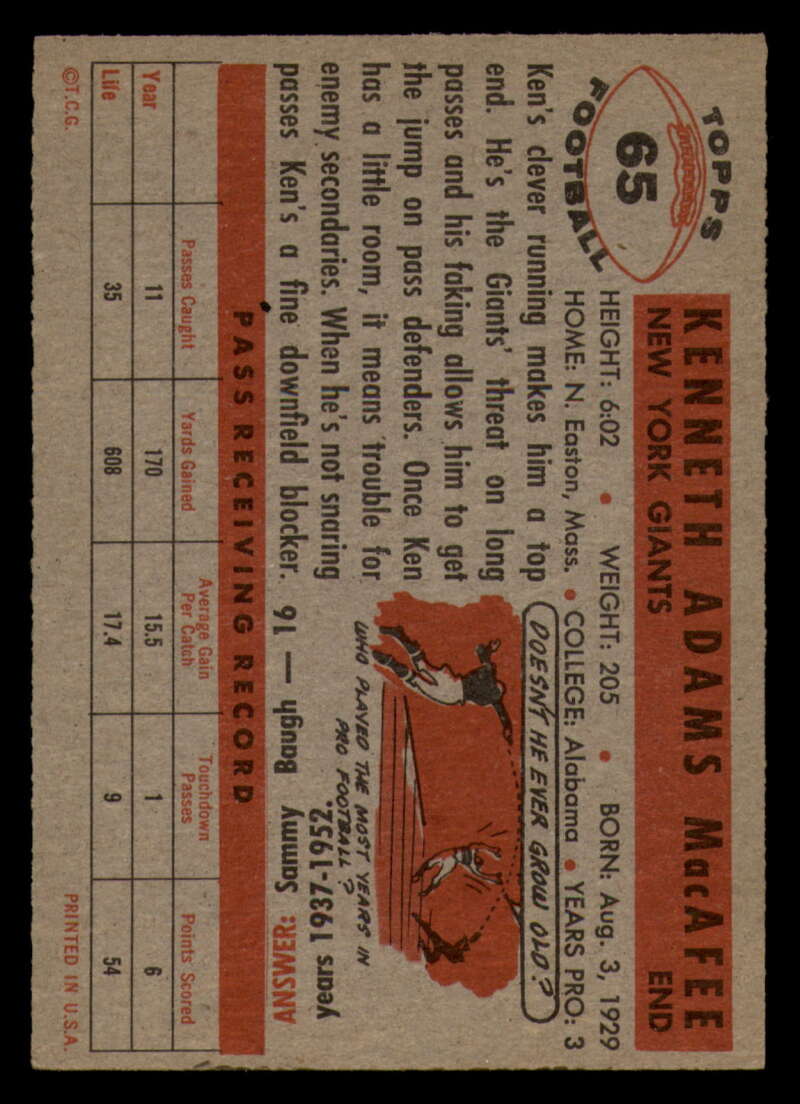 TOPPS
65
FOOTBALL
KENNETH ADAMS MacAFEE
NEW YORK GIANTS END
HEIGHT: 6:02 • WEIGHT: 205 • BORN: Aug. 3, 1929
HOME: N. Easton, Mass. • COLLEGE: Alabama • YEARS PRO: 3
Ken's clever running makes him a top
end. He's the Giants' threat on long
passes and his faking allows him to get
the jump on pass defenders. Once Ken
has a little room, it means trouble for
enemy secondaries. When he's not snaring
passes Ken's a fine downfield blocker.
DOESN'T HE EVER GROW OLD?
WHO PLAYED THE MOST YEARS IN
PRO FOOTBALL?
ANSWER: Sammy Baugh — 16
years 1937-1952.
PASS RECEIVING RECORD
Passes Caught Yards Gained Average Gain Per Catch Touchdown Passes Points Scored
Year 11 170 15.5 1 6
Life 35 608 17.4 9 54
©T.C.G. PRINTED IN U.S.A.